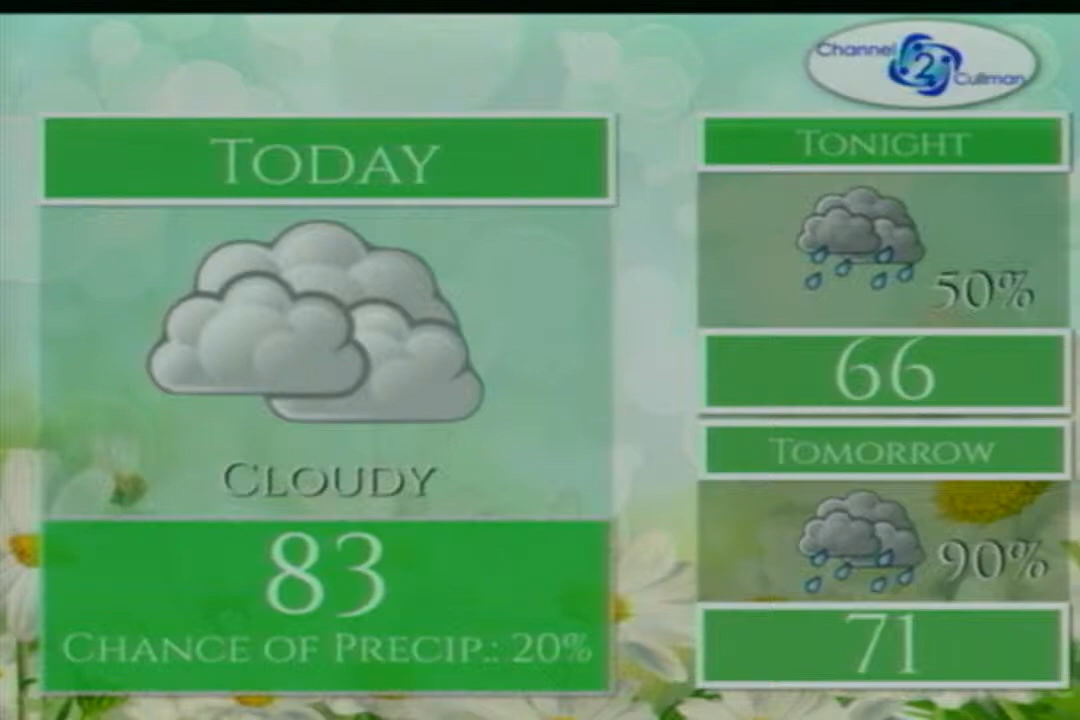 Channel 2 Cullman
TODAY
CLOUDY
83
CHANCE OF PRECIP.: 20%
TONIGHT
50%
66
TOMORROW
90%
71